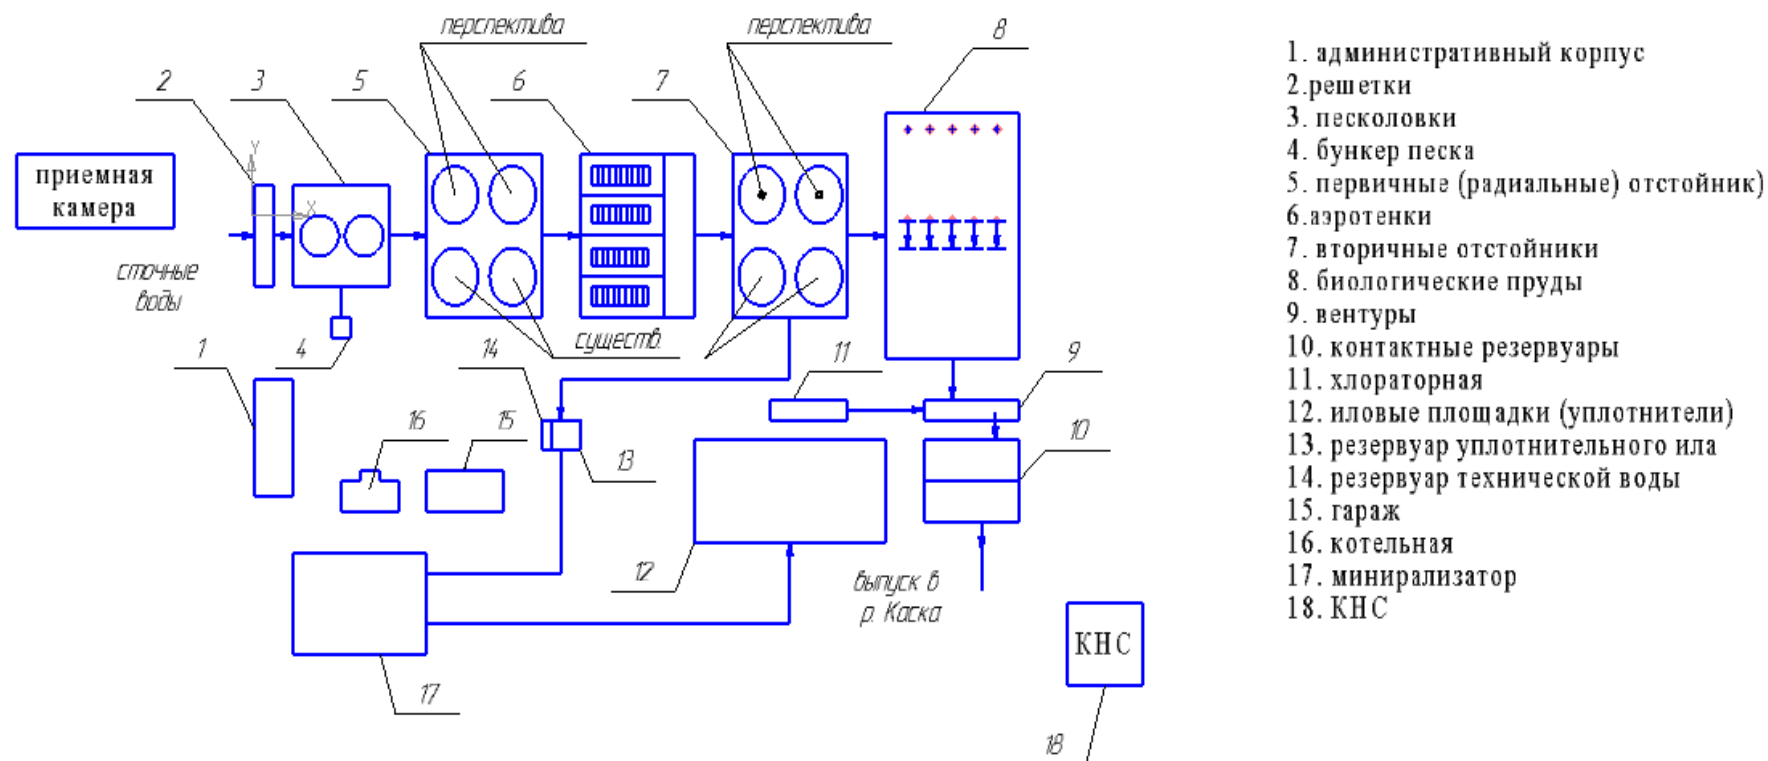 перспектива
перспектива
8
2
3
5
6
7
приемная
камера
Y
X
сточные
воды
существ.
1
4
14
11
9
16
15
13
10
12
выпуск в
р. Каска
КНС
17
18
1. административный корпус
2.решетки
3. песколовки
4. бункер песка
5. первичные (радиальные) отстойник)
6.аэротенки
7. вторичные отстойники
8. биологические пруды
9. вентуры
10. контактные резервуары
11. хлораторная
12. иловые площадки (уплотнители)
13. резервуар уплотнительного ила
14. резервуар технической воды
15. гараж
16. котельная
17. минирализатор
18. КНС